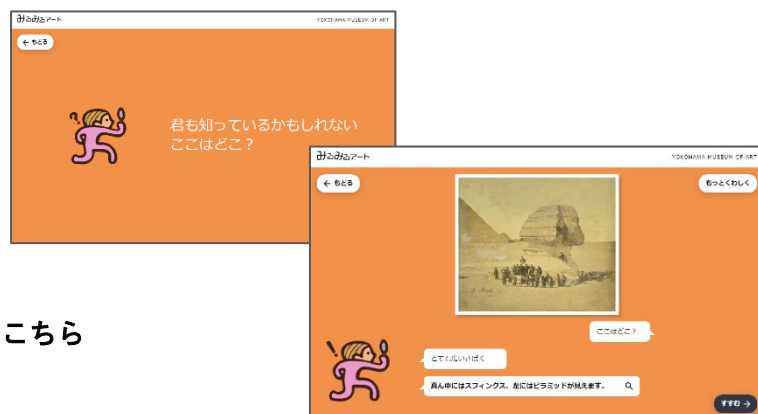 みるみるアート
YOKOHAMA MUSEUM OF ART
← もどる
?
君も知っているかもしれない
ここはどこ?
みるみるアート
YOKOHAMA MUSEUM OF ART
← もどる
もっとくわしく
ここはどこ?
!
とても広いさばく
真ん中にはスフィンクス、左にはピラミッドが見えます。
すすむ →
こちら